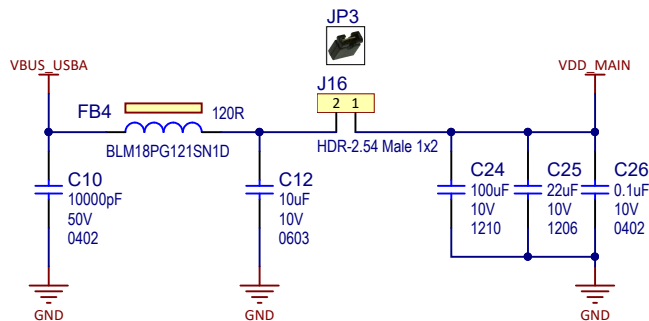 JP3
VBUS_USBA
VDD_MAIN
J16
2 1
FB4
120R
BLM18PG121SN1D
HDR-2.54 Male 1x2
C10
10000pF
50V
0402
C12
10uF
10V
0603
C24
100uF
10V
1210
C25
22uF
10V
1206
C26
0.1uF
10V
0402
GND
GND
GND